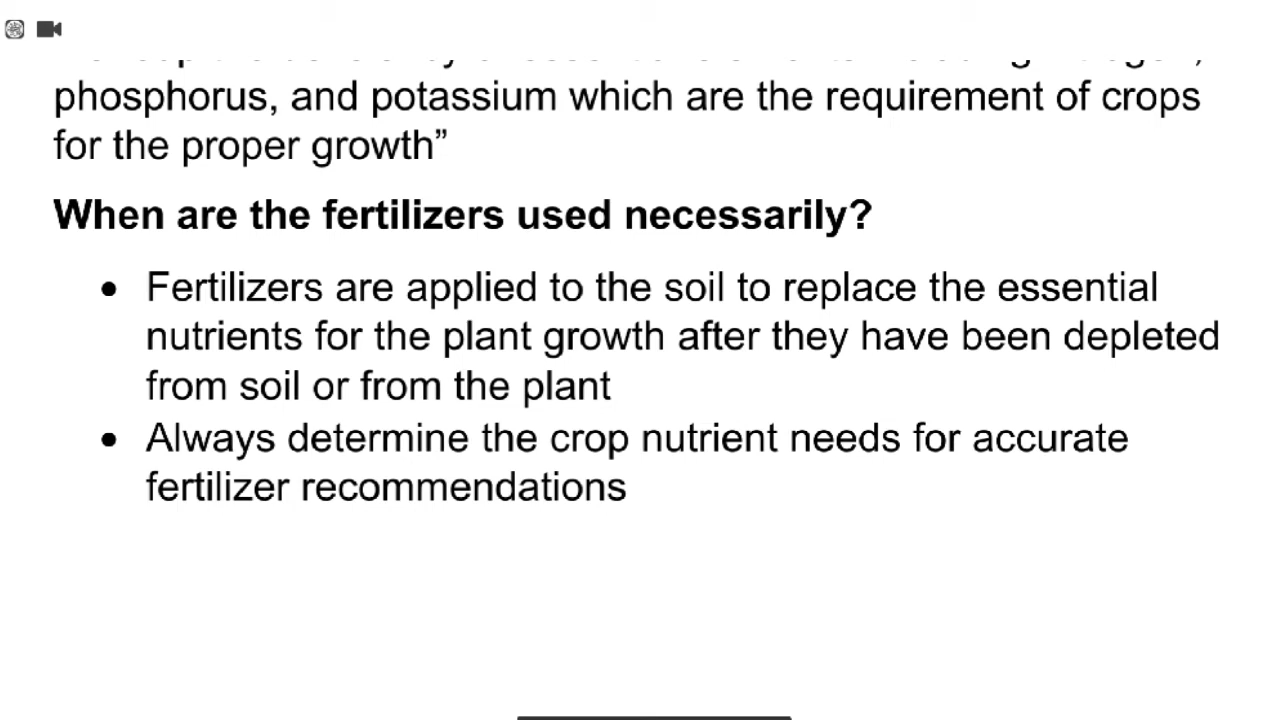 phosphorus, and potassium which are the requirement of crops
for the proper growth”
When are the fertilizers used necessarily?
• Fertilizers are applied to the soil to replace the essential
nutrients for the plant growth after they have been depleted
from soil or from the plant
• Always determine the crop nutrient needs for accurate
fertilizer recommendations